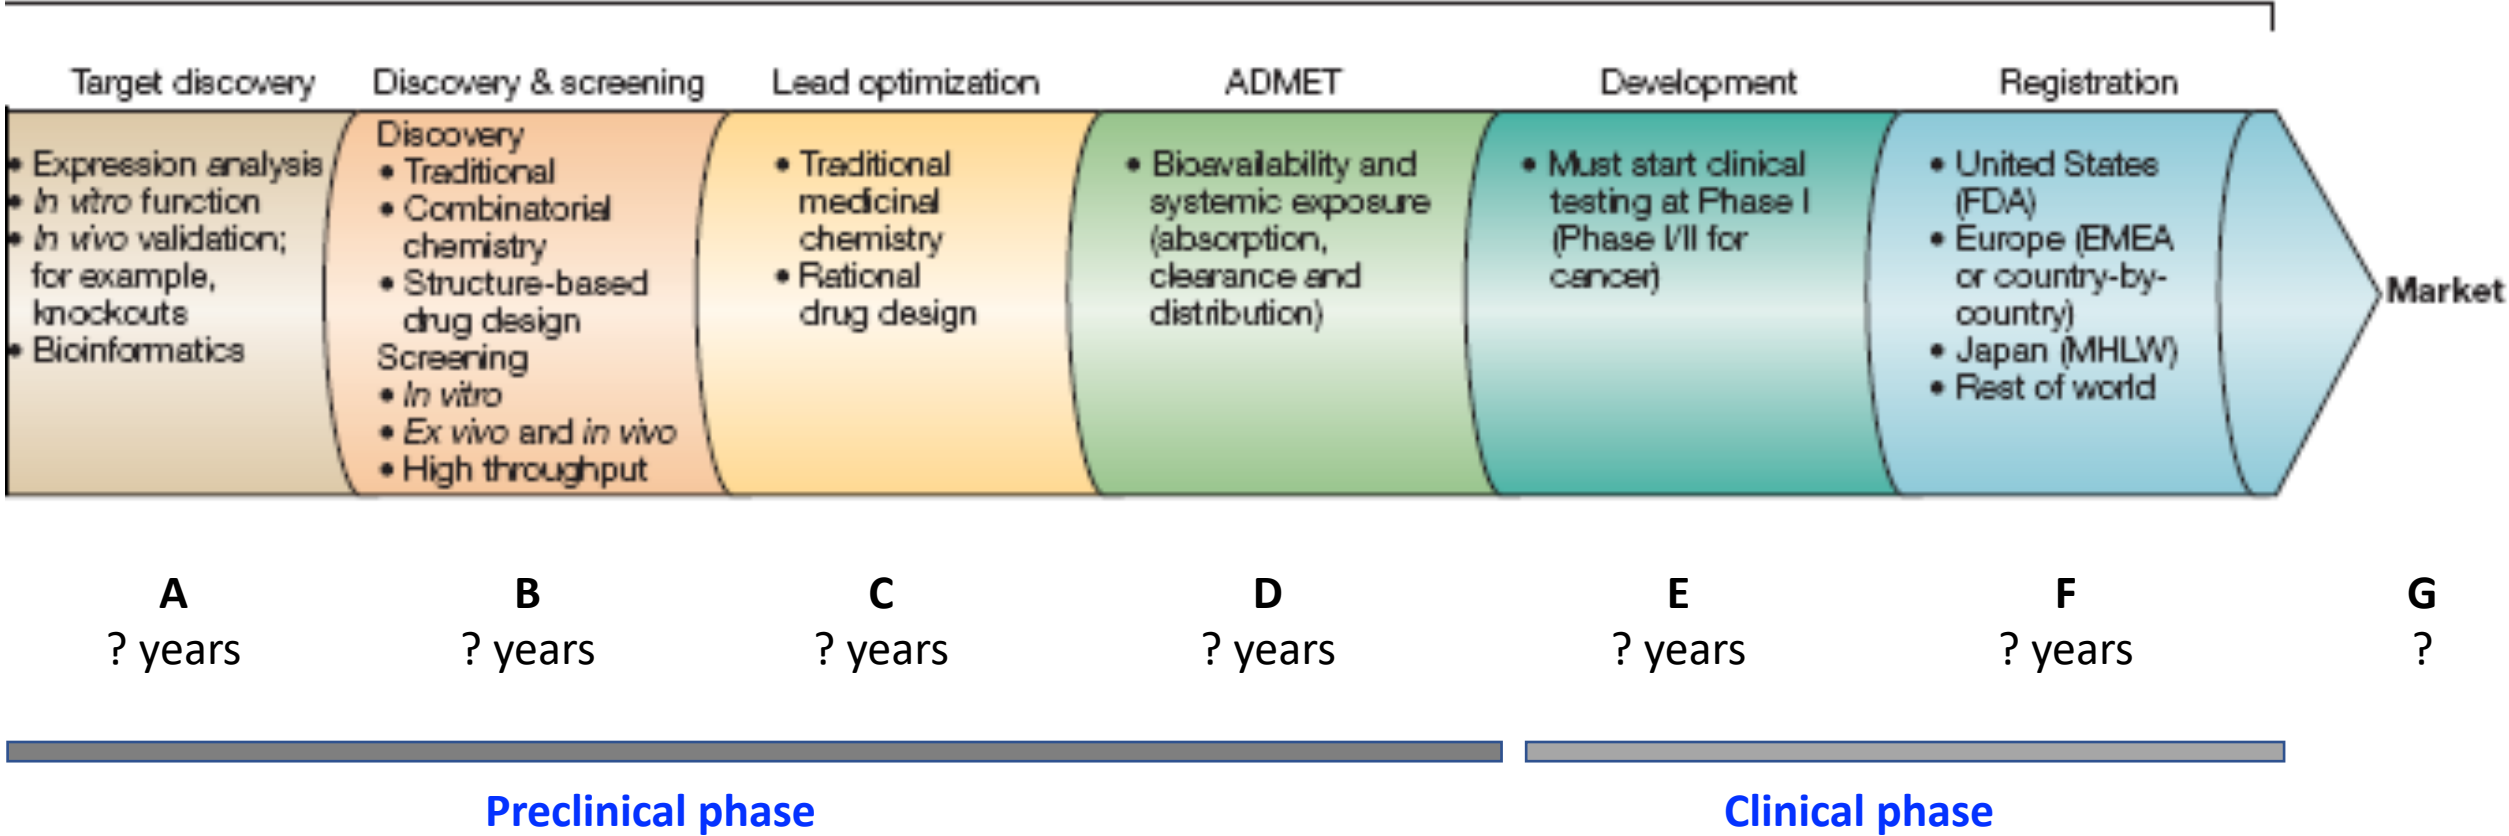 Target discovery
Discovery & screening
Lead optimization
ADMET
Development
Registration
• Expression analysis
• In vitro function
• In vivo validation;
for example,
knockouts
• Bioinformatics
Discovery
• Traditional
• Combinatorial
chemistry
• Structure-based
drug design
Screening
• In vitro
• Ex vivo and in vivo
• High throughput
• Traditional
medicinal
chemistry
• Rational
drug design
• Bioavailability and
systemic exposure
(absorption,
clearance and
distribution)
• Must start clinical
testing at Phase I
(Phase I/II for
cancer)
• United States
(FDA)
• Europe (EMEA
or country-by-
country)
• Japan (MHLW)
• Rest of world
Market
A
? years
B
? years
C
? years
D
? years
E
? years
F
? years
G
?
Preclinical phase
Clinical phase